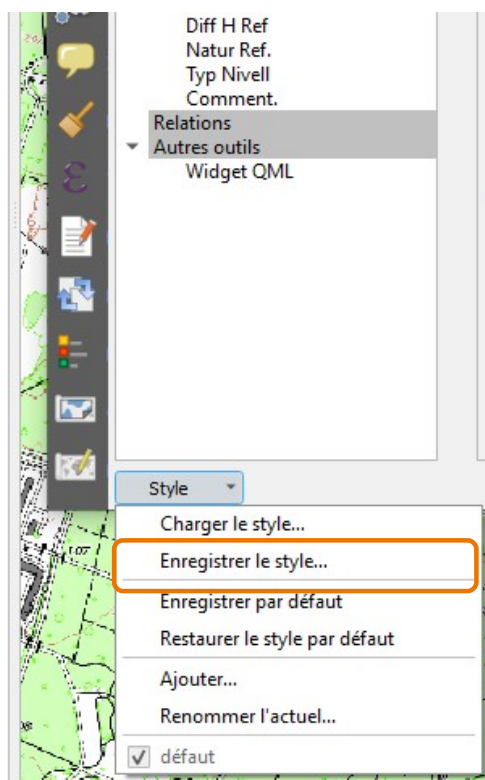 Diff H Ref
Natur Ref.
Typ Nivell
Comment.
Relations
Autres outils
Widget QML
Style
Charger le style...
107
Enregistrer le style...
Enregistrer par défaut
Restaurer le style par défaut
Ajouter...
Renommer l'actuel...
défaut